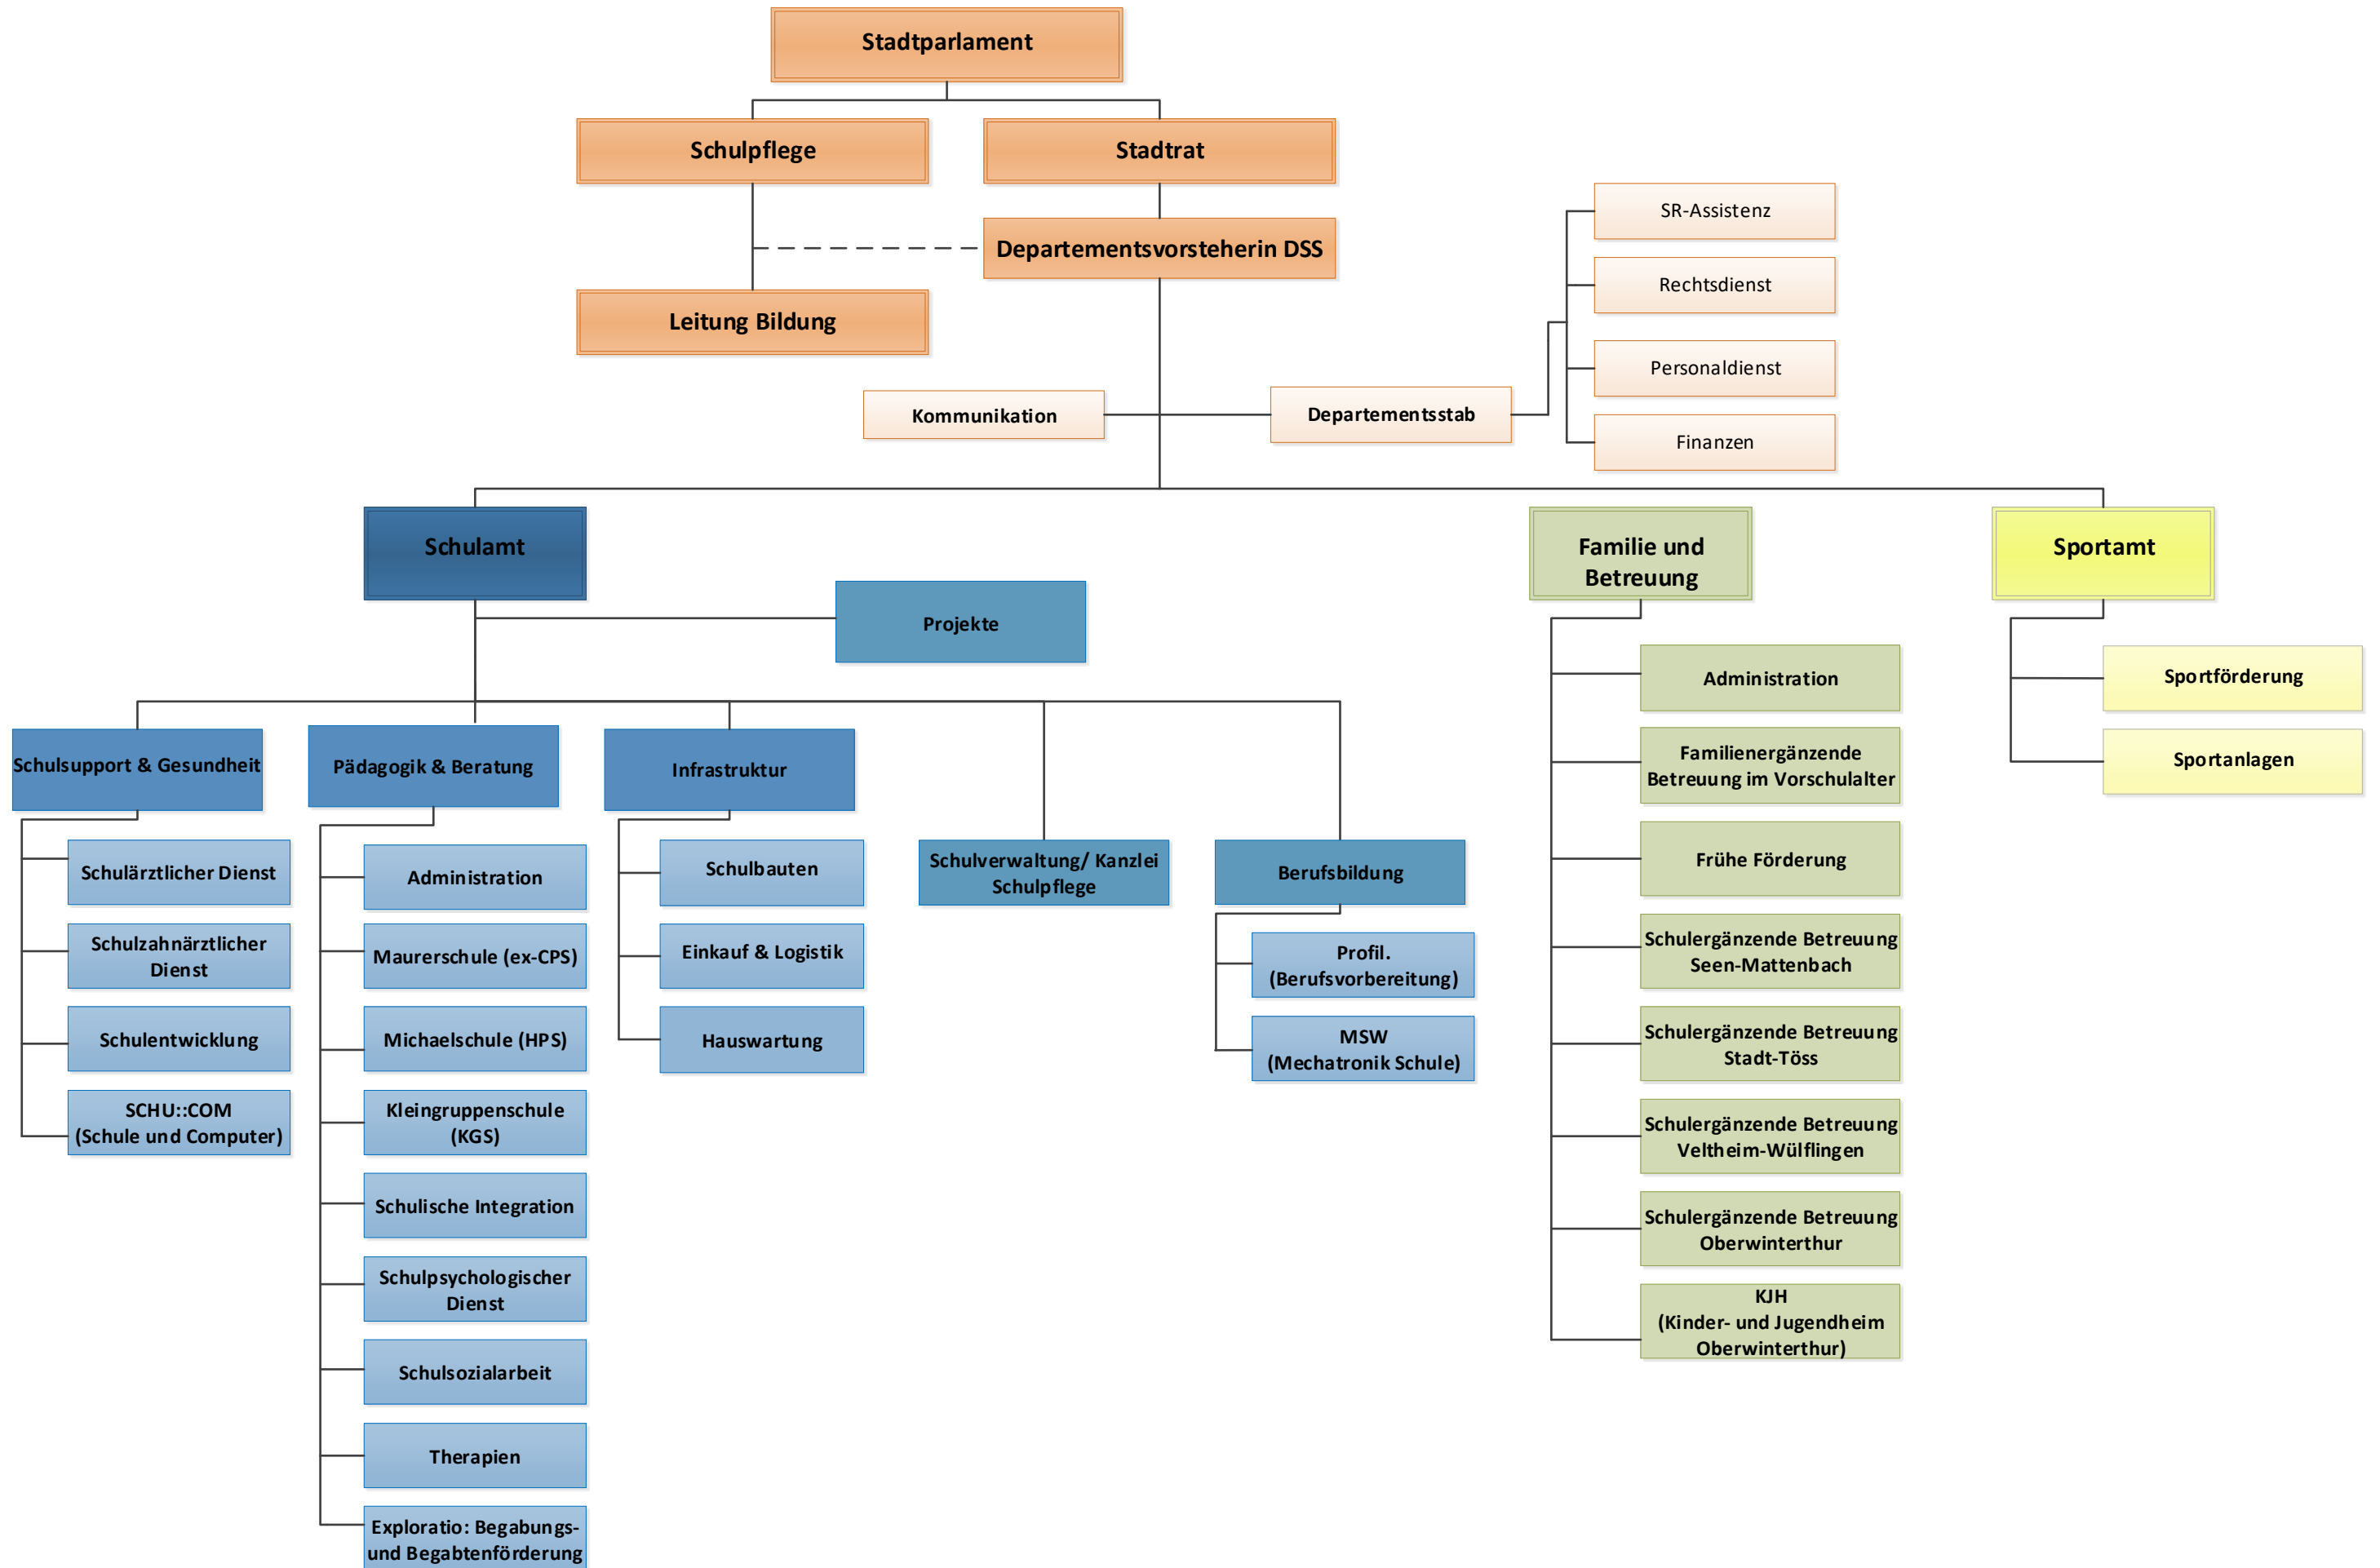 Stadtparlament
Schulpflege
Stadtrat
Departementsvorsteherin DSS
Leitung Bildung
SR-Assistenz
Rechtsdienst
Personaldienst
Finanzen
Kommunikation
Departementsstab
Schulamt
Projekte
Schulsupport & Gesundheit
Schulärztlicher Dienst
Schulzahnärztlicher
Dienst
Schulentwicklung
SCHU::COM
(Schule und Computer)
Pädagogik & Beratung
Administration
Maurerschule (ex-CPS)
Michaelschule (HPS)
Kleingruppenschule
(KGS)
Schulische Integration
Schulpsychologischer
Dienst
Schulsozialarbeit
Therapien
Exploratio: Begabungs-
und Begabtenförderung
Infrastruktur
Schulbauten
Einkauf & Logistik
Hauswartung
Schulverwaltung/ Kanzlei
Schulpflege
Berufsbildung
Profil.
(Berufsvorbereitung)
MSW
(Mechatronik Schule)
Familie und
Betreuung
Administration
Familienergänzende
Betreuung im Vorschulalter
Frühe Förderung
Schulergänzende Betreuung
Seen-Mattenbach
Schulergänzende Betreuung
Stadt-Töss
Schulergänzende Betreuung
Veltheim-Wülflingen
Schulergänzende Betreuung
Oberwinterthur
KJH
(Kinder- und Jugendheim
Oberwinterthur)
Sportamt
Sportförderung
Sportanlagen